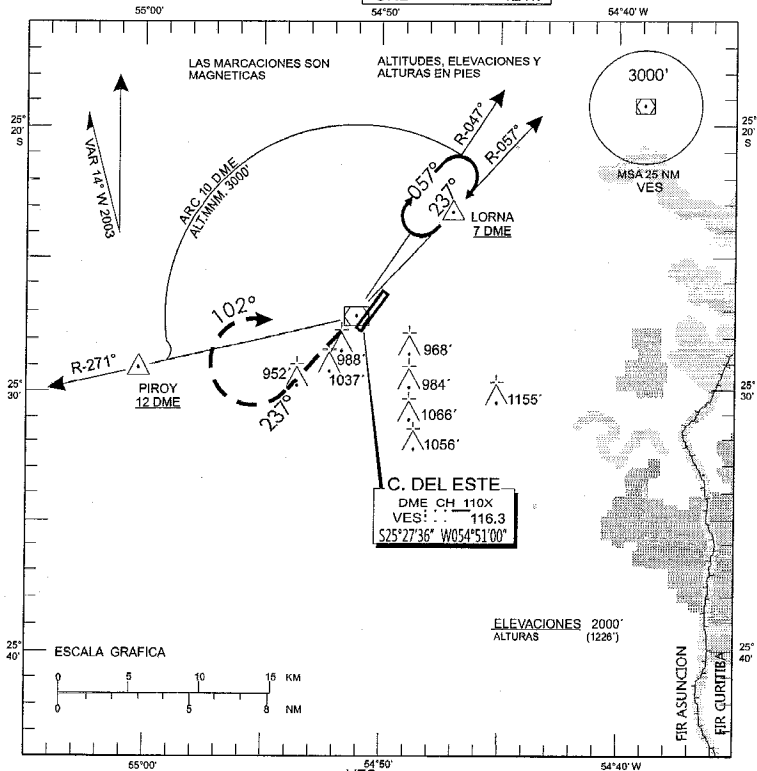 55°00'
54°50'
54°40' W
LAS MARCACIONES SON
MAGNETICAS
ALTITUDES, ELEVACIONES Y
ALTURAS EN PIES
3000'
MSA 25 NM
VES
25°
20'
S
25°
20'
S
VAR 14° W 2003
ARC 10 DME
ALT.MNM. 3000'
R-047°
R-057°
057°
237°
LORNA
7 DME
102°
R-271°
PIROY
12 DME
237°
952'
988'
1037'
968'
984'
1066'
1056'
1155'
25°
30'
25°
30'
C. DEL ESTE
DME CH 110X
VES 116.3
S25°27'36" W054°51'00"
ELEVACIONES 2000'
ALTURAS (1226')
25°
40'
25°
40'
FIR ASUNCION
FIR CURITIBA
ESCALA GRAFICA
0 5 10 15 KM
0 5 8 NM
55°00'
54°50'
54°40' W
VES